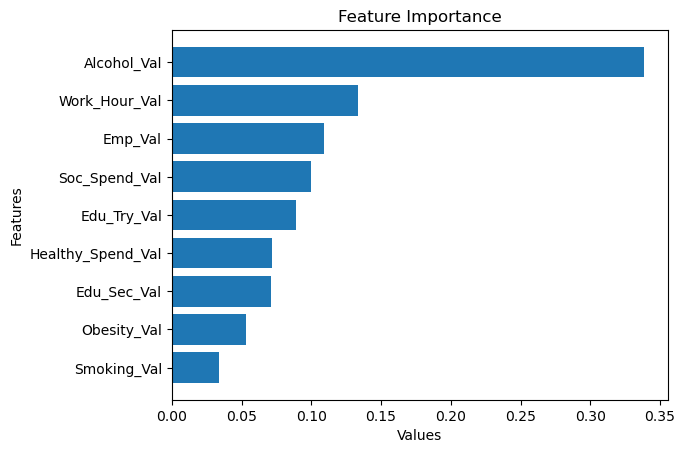 Feature Importance
Features
Alcohol_Val
Work_Hour_Val
Emp_Val
Soc_Spend_Val
Edu_Try_Val
Healthy_Spend_Val
Edu_Sec_Val
Obesity_Val
Smoking_Val
0.00 0.05 0.10 0.15 0.20 0.25 0.30 0.35
Values